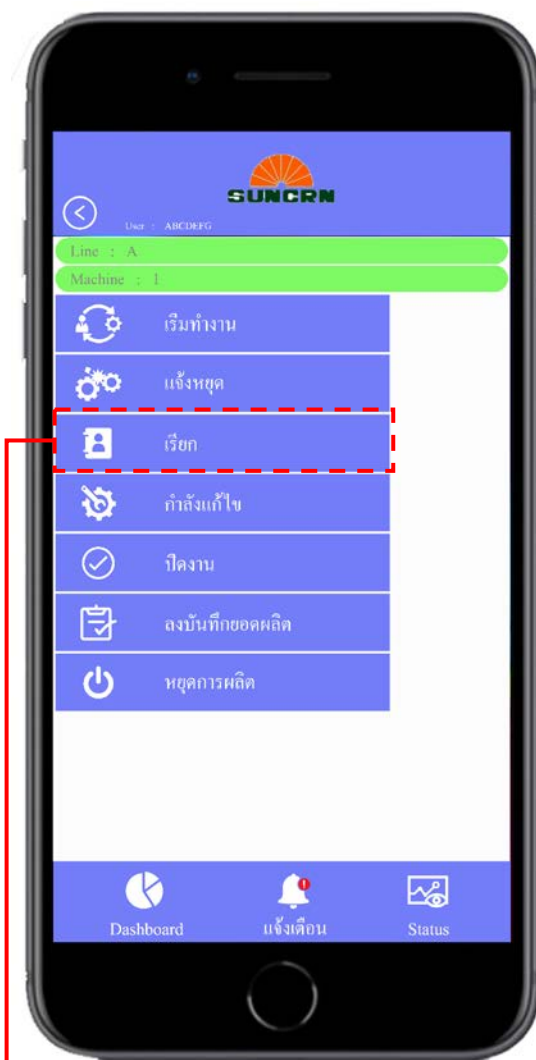 SUNCRN
User : ABCDEFG
Line : A
Machine : 1
เริ่มทำงาน
แจ้งหยุด
เรียก
กำลังแก้ไข
ปิดงาน
ลงบันทึกยอดผลิต
หยุดการผลิต
Dashboard
แจ้งเตือน
Status